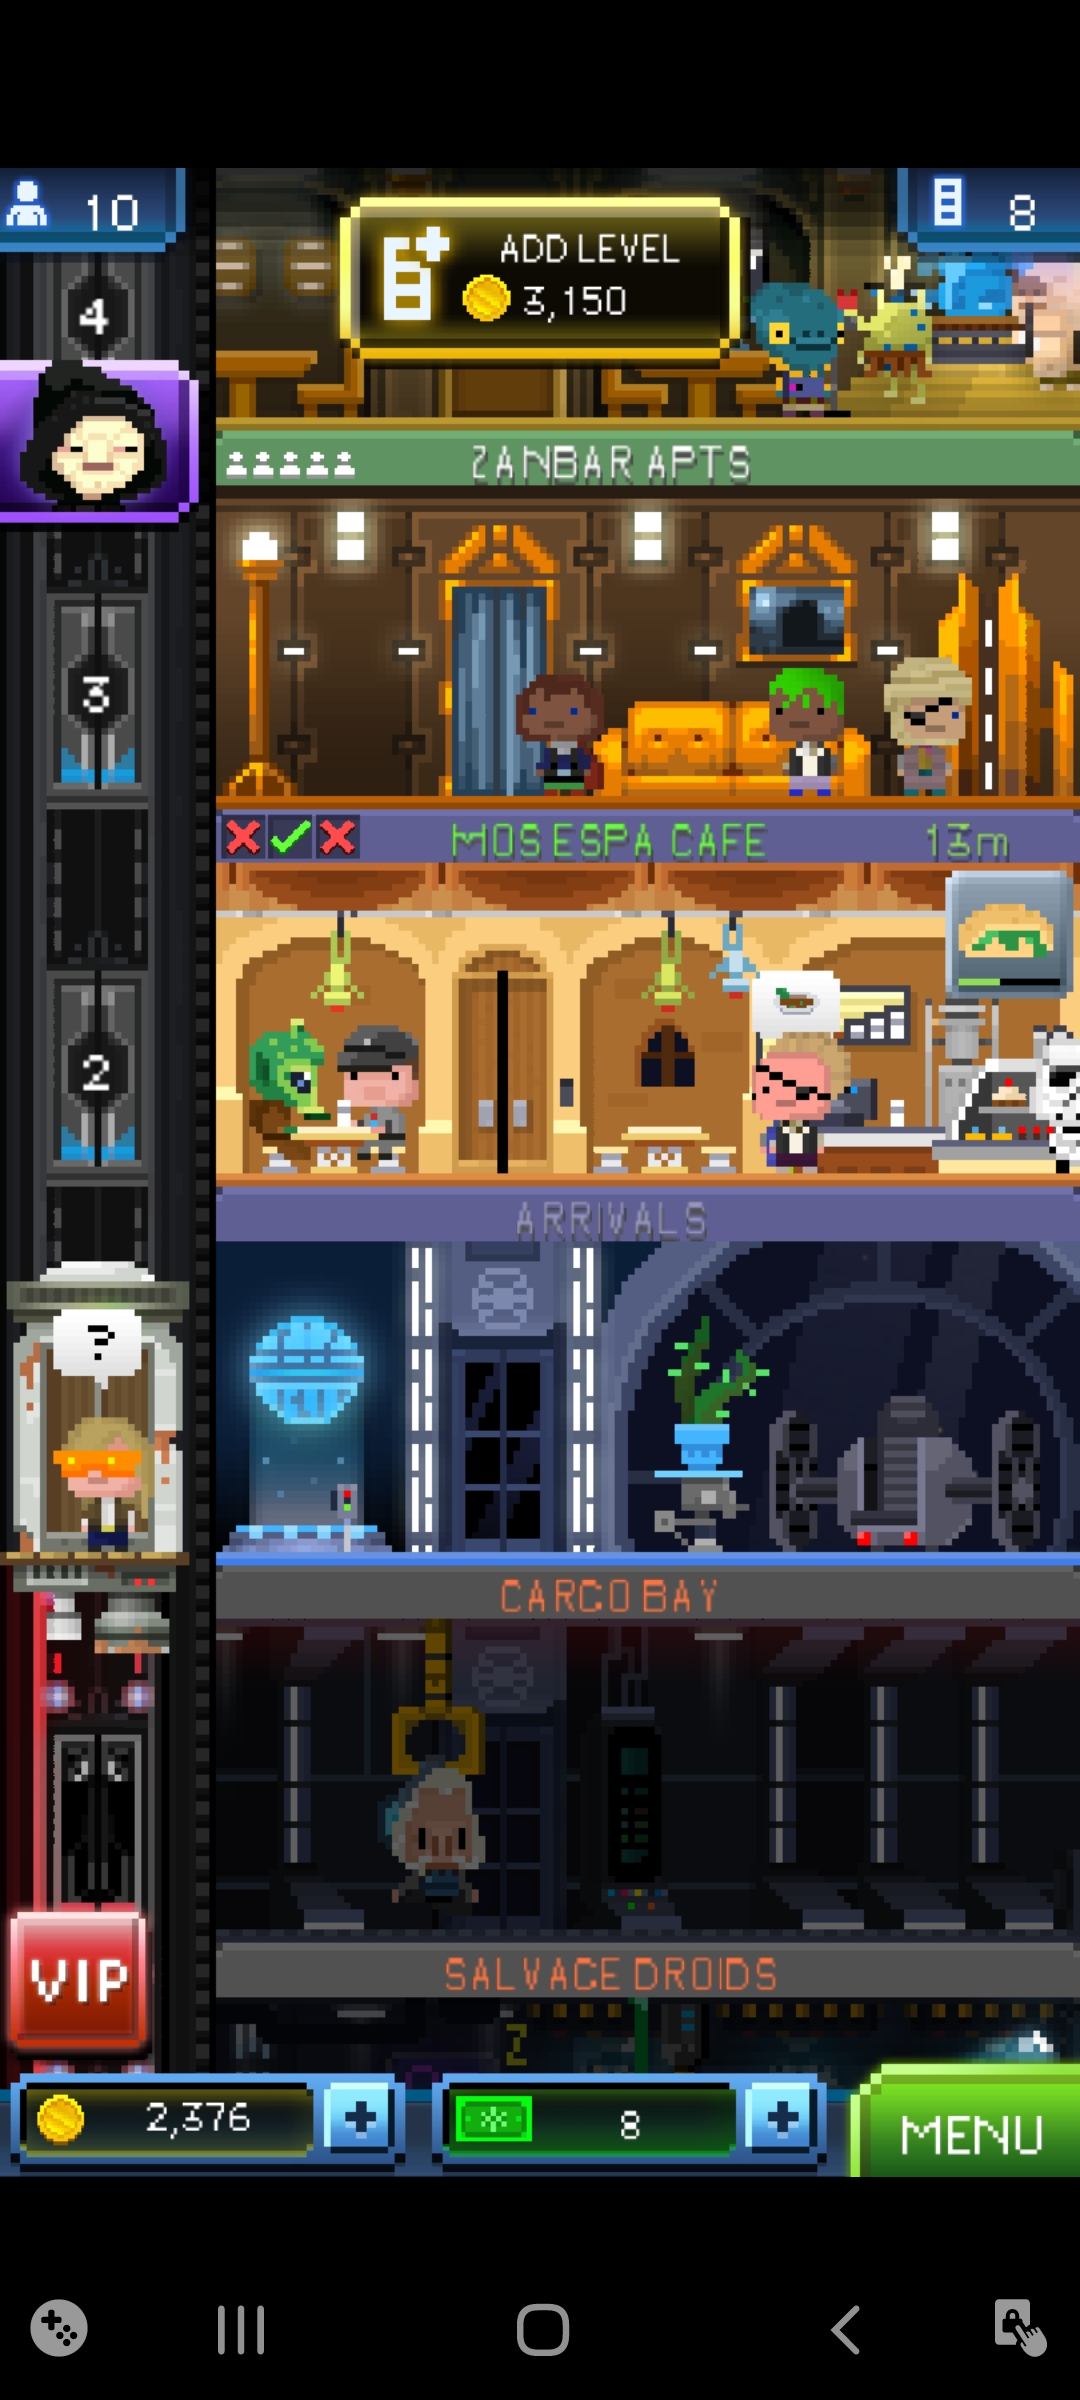 10
ADD LEVEL
3,150
8
4
ZANBAR APTS
3
MOS ESPA CAFE
13m
2
ARRIVALS
?
CARGO BAY
VIP
SALVAGE DROIDS
2,376
8
MENU